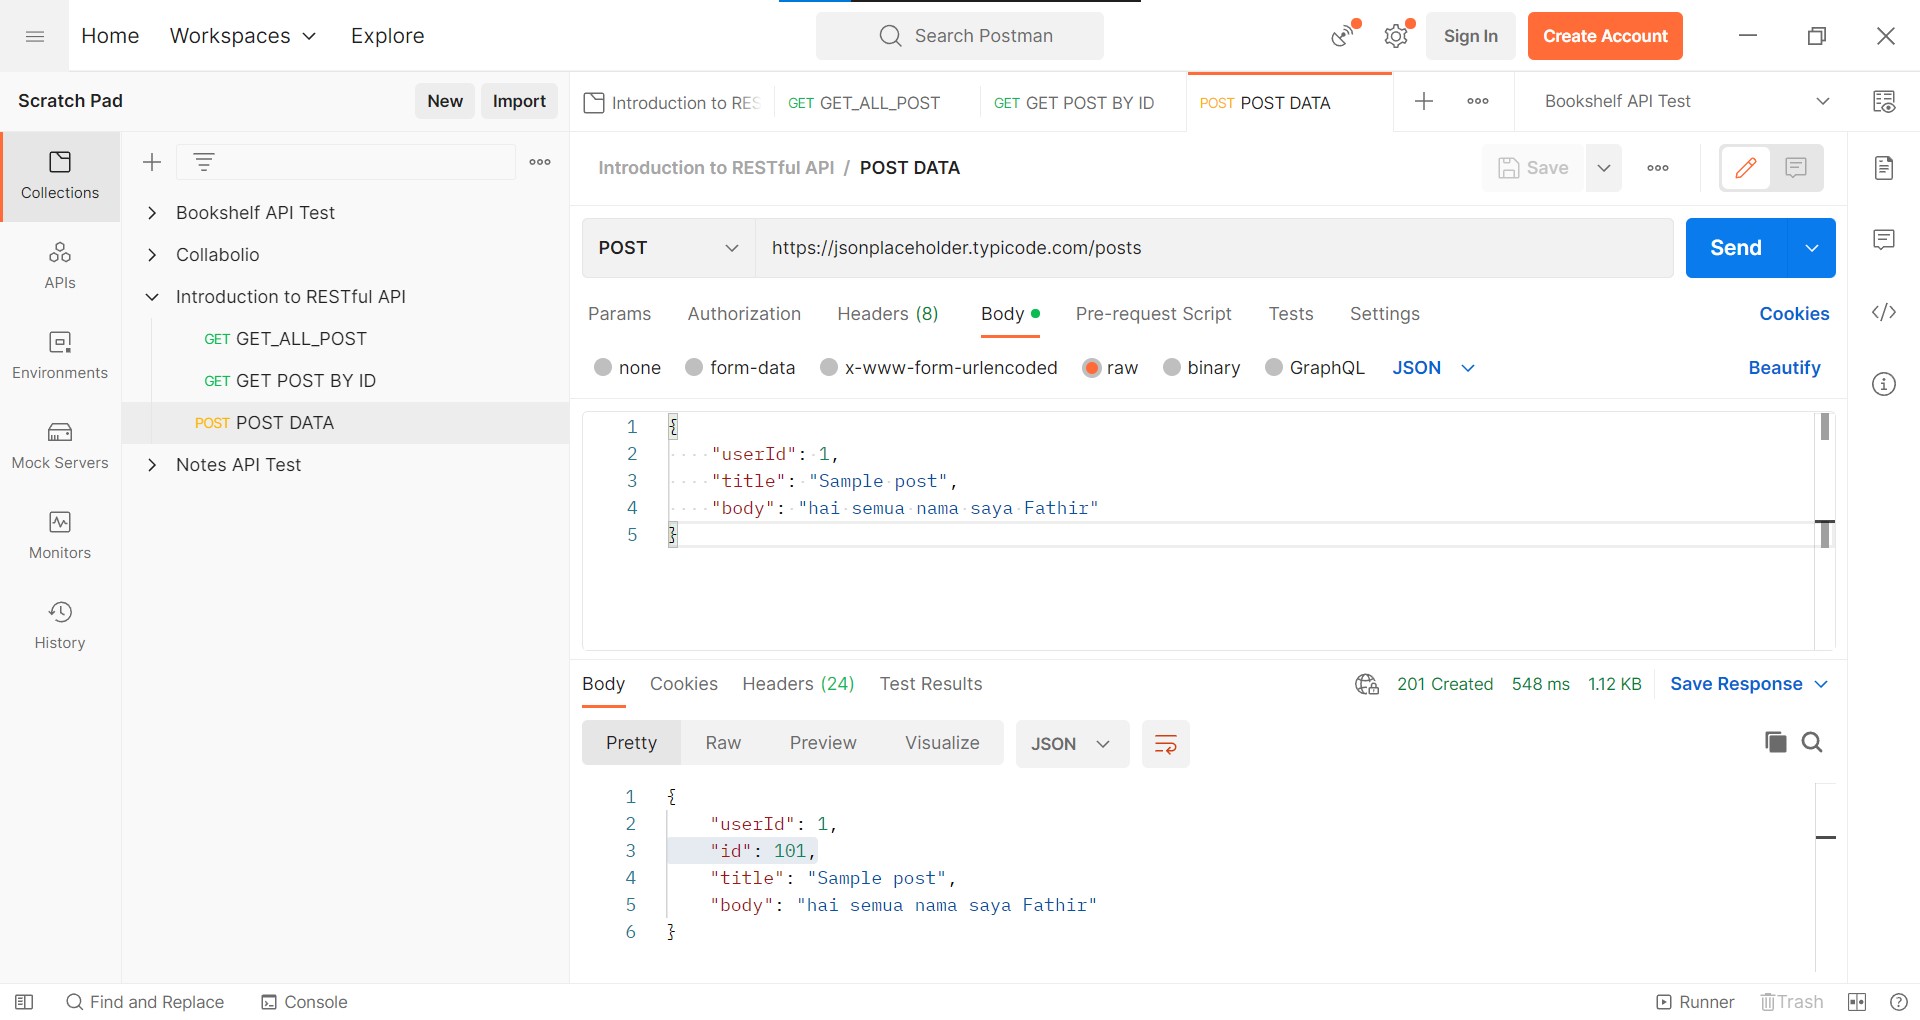 Home Workspaces Explore Search Postman Sign In Create Account
Scratch Pad New Import Introduction to RES GET GET_ALL_POST GET GET POST BY ID POST POST DATA Bookshelf API Test
Collections
APIs
Environments
Mock Servers
Monitors
History
Bookshelf API Test
Collabolio
Introduction to RESTful API
GET GET_ALL_POST
GET GET POST BY ID
POST POST DATA
Notes API Test
Introduction to RESTful API / POST DATA Save
POST https://jsonplaceholder.typicode.com/posts Send
Params Authorization Headers (8) Body Pre-request Script Tests Settings Cookies
none form-data x-www-form-urlencoded raw binary GraphQL JSON Beautify
1 {
2 "userId": 1,
3 "title": "Sample post",
4 "body": "hai semua nama saya Fathir"
5 }
Body Cookies Headers (24) Test Results 201 Created 548 ms 1.12 KB Save Response
Pretty Raw Preview Visualize JSON
1 {
2 "userId": 1,
3 "id": 101,
4 "title": "Sample post",
5 "body": "hai semua nama saya Fathir"
6 }
Find and Replace Console Runner Trash